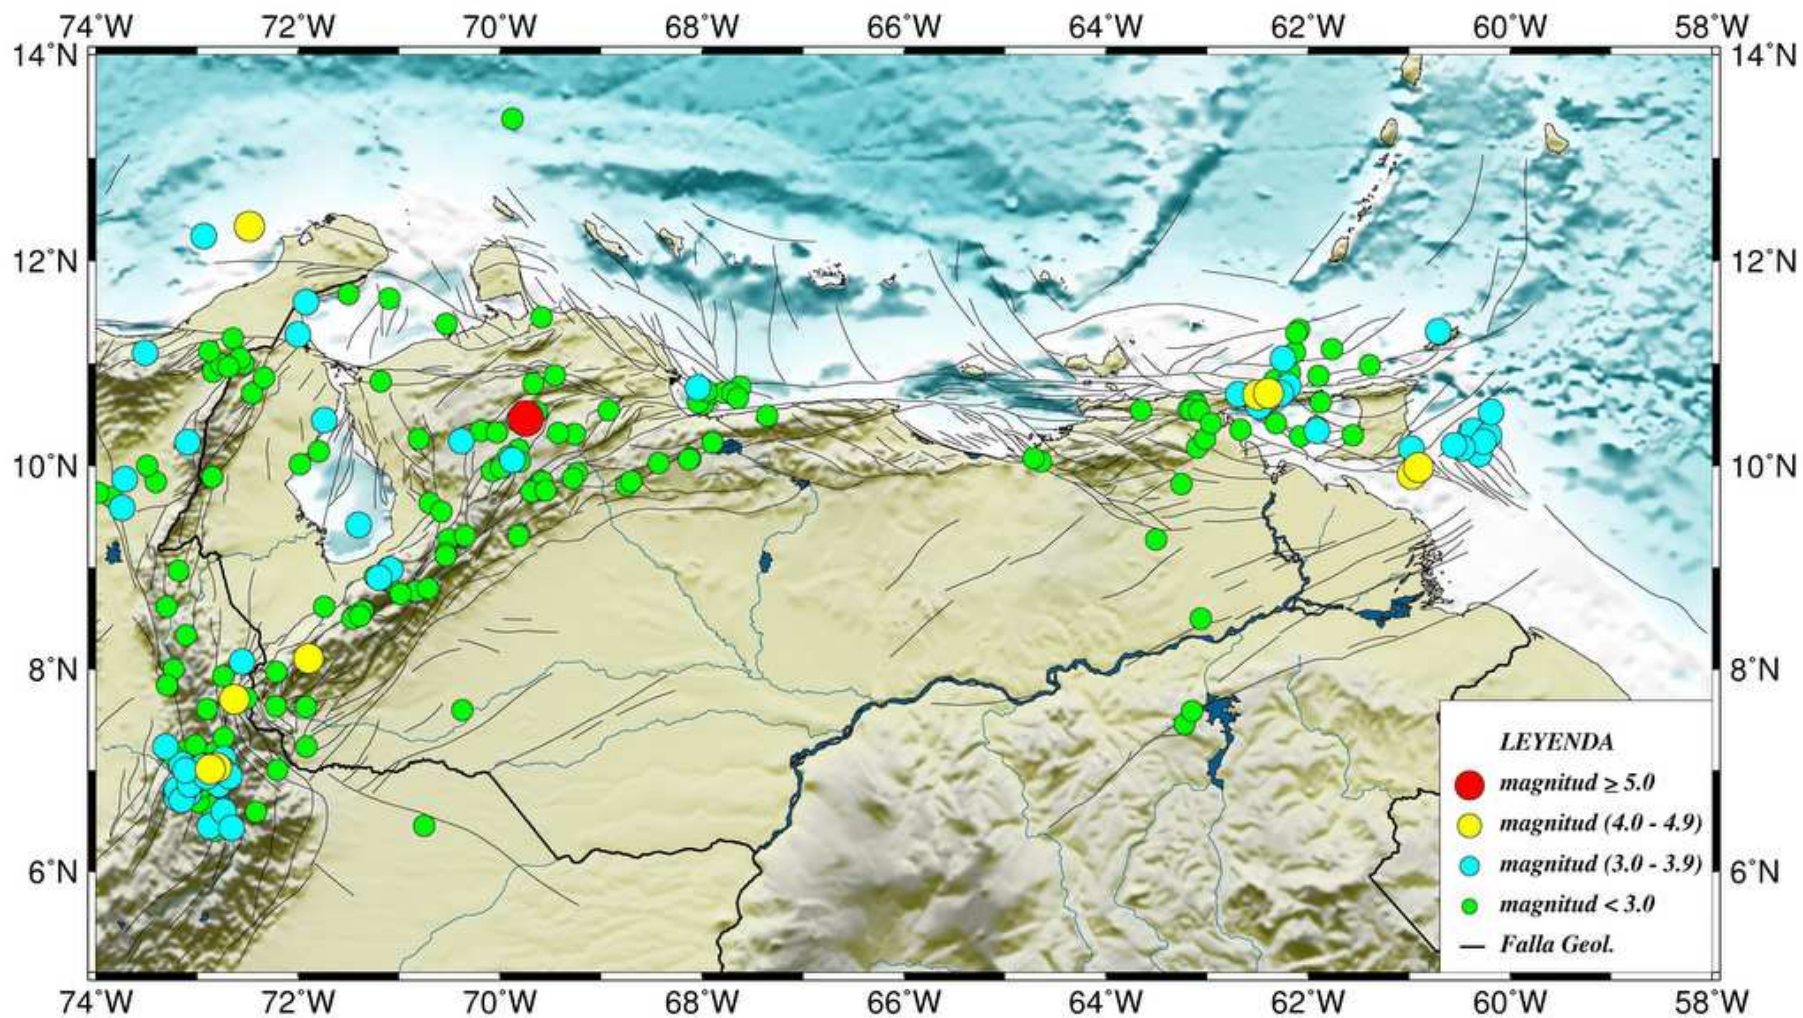 74˚W 72˚W 70˚W 68˚W 66˚W 64˚W 62˚W 60˚W 58˚W
14˚N 14˚N
12˚N 12˚N
10˚N 10˚N
8˚N 8˚N
LEYENDA
magnitud ≥ 5.0
magnitud (4.0 - 4.9)
magnitud (3.0 - 3.9)
6˚N 6˚N
magnitud < 3.0
Falla Geol.
74˚W 72˚W 70˚W 68˚W 66˚W 64˚W 62˚W 60˚W 58˚W